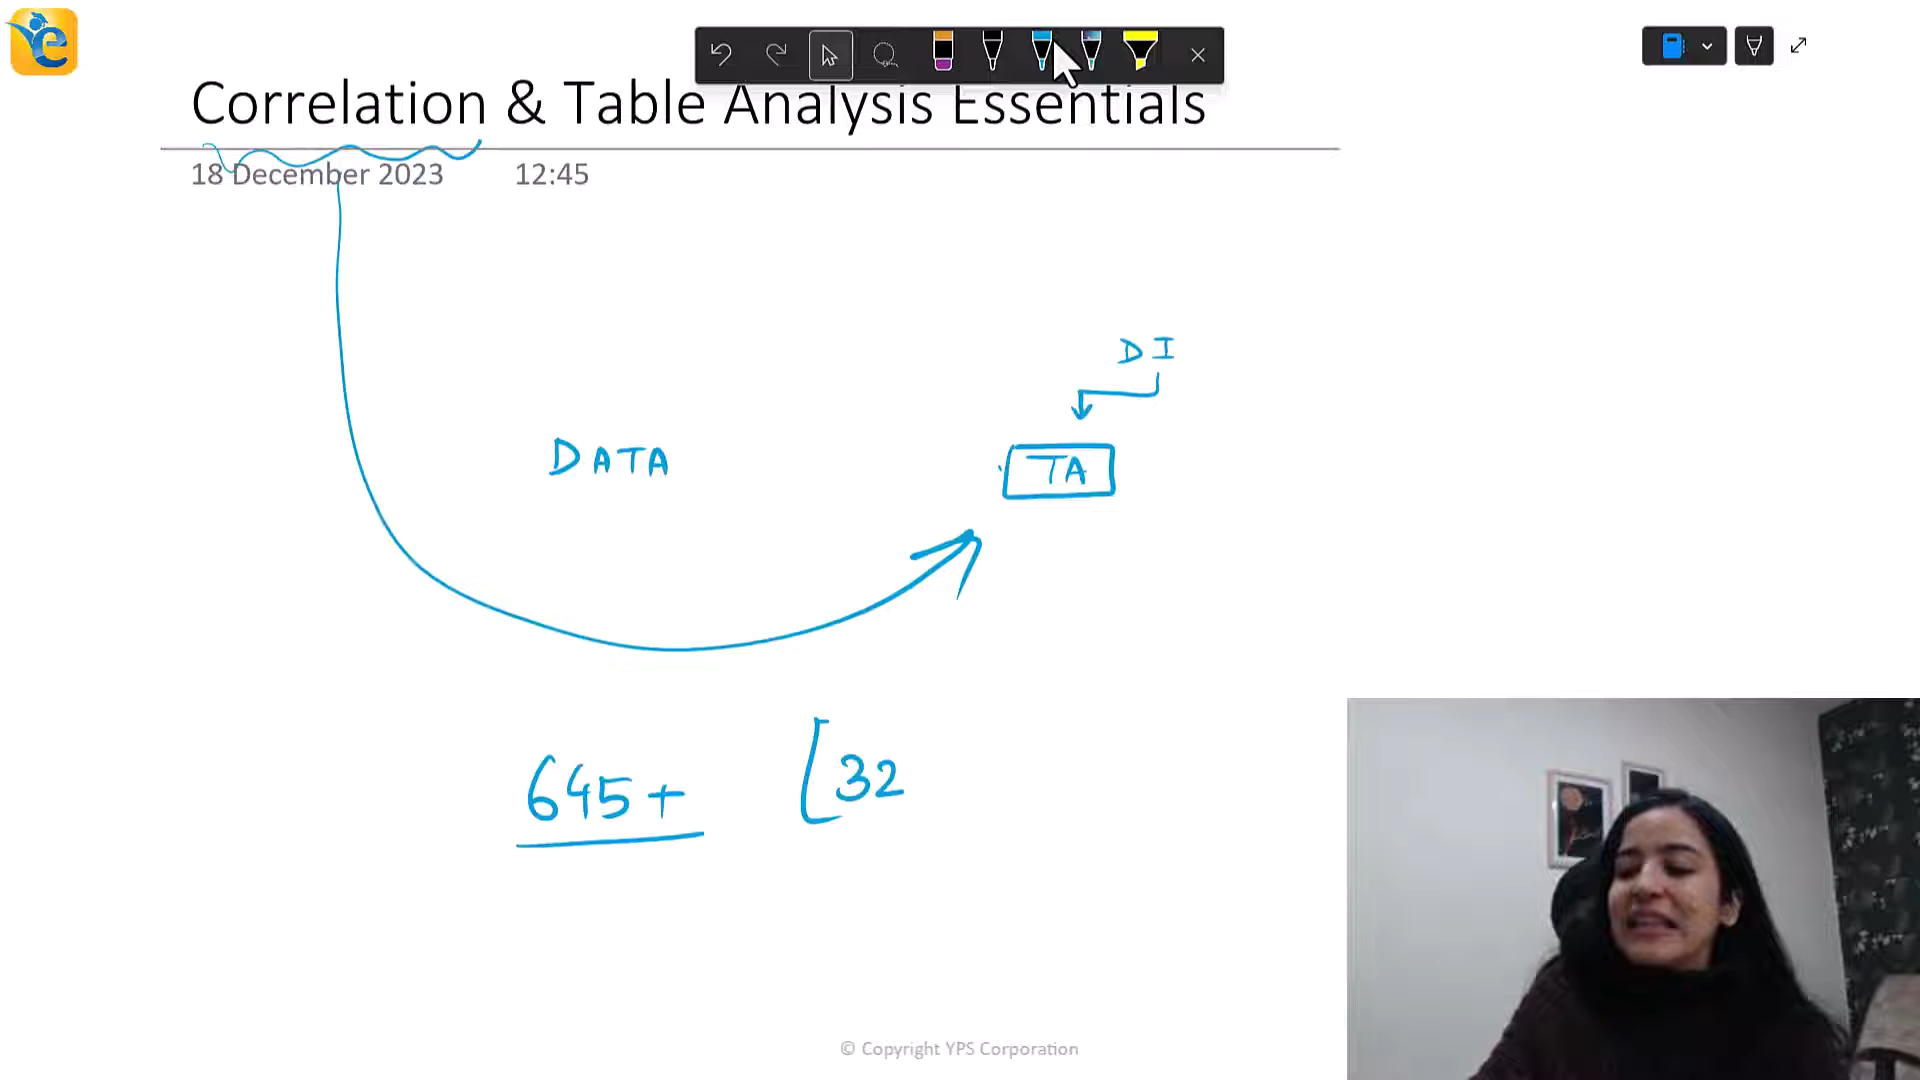 Correlation & Table Analysis Essentials
18 December 2023 12:45
DI
DATA
TA
645+
[32
© Copyright YPS Corporation